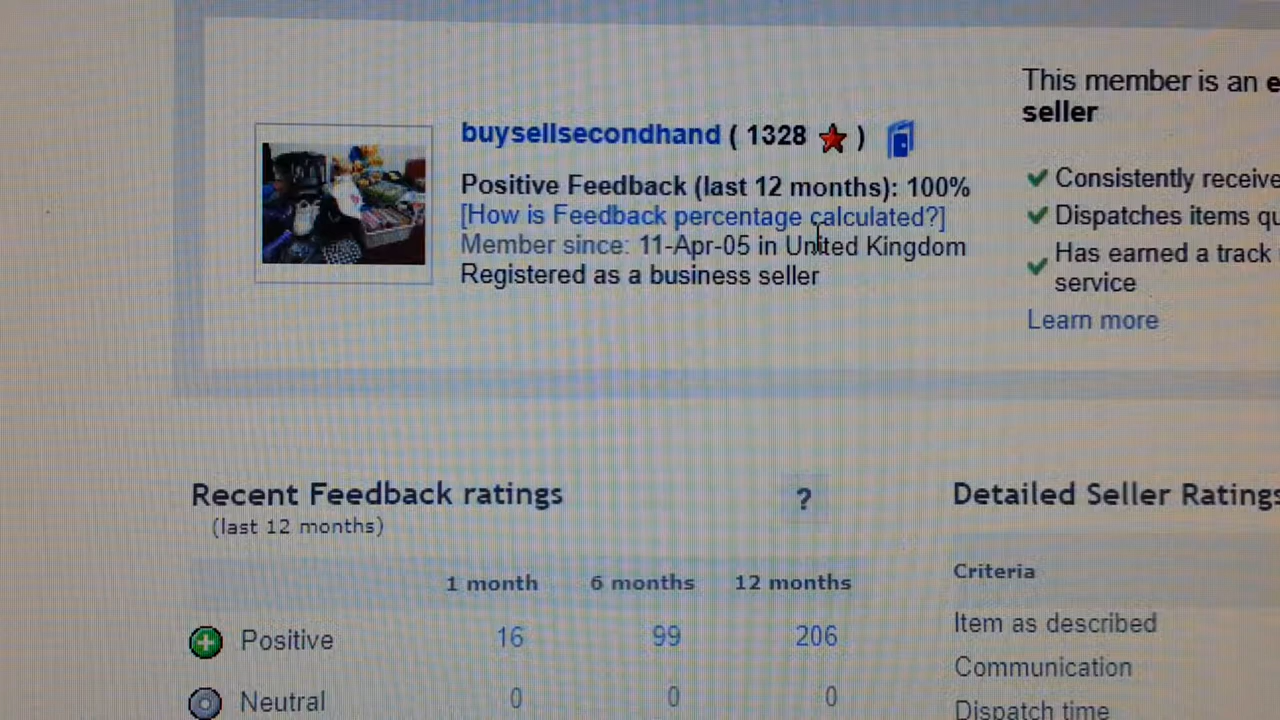 This member is an
seller
buysellsecondhand ( 1328 )
Positive Feedback (last 12 months): 100%
[How is Feedback percentage calculated?]
Member since: 11-Apr-05 in United Kingdom
Registered as a business seller
Consistently receive
Dispatches items qu
Has earned a track
service
Learn more
Recent Feedback ratings ?
(last 12 months)
1 month 6 months 12 months
Positive 16 99 206
Neutral 0 0 0
Detailed Seller Ratings
Criteria
Item as described
Communication
Dispatch time